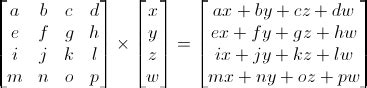 a b c d x ax + by + cz + dw
e f g h × y = ex + fy + gz + hw
i j k l z ix + jy + kz + lw
m n o p w mx + ny + oz + pw